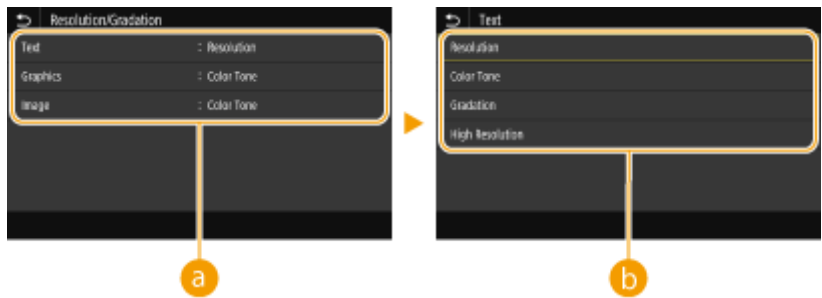 Resolution/Gradation
Text : Resolution
Graphics : Color Tone
Image : Color Tone
a
Text
Resolution
Color Tone
Gradation
High Resolution
b